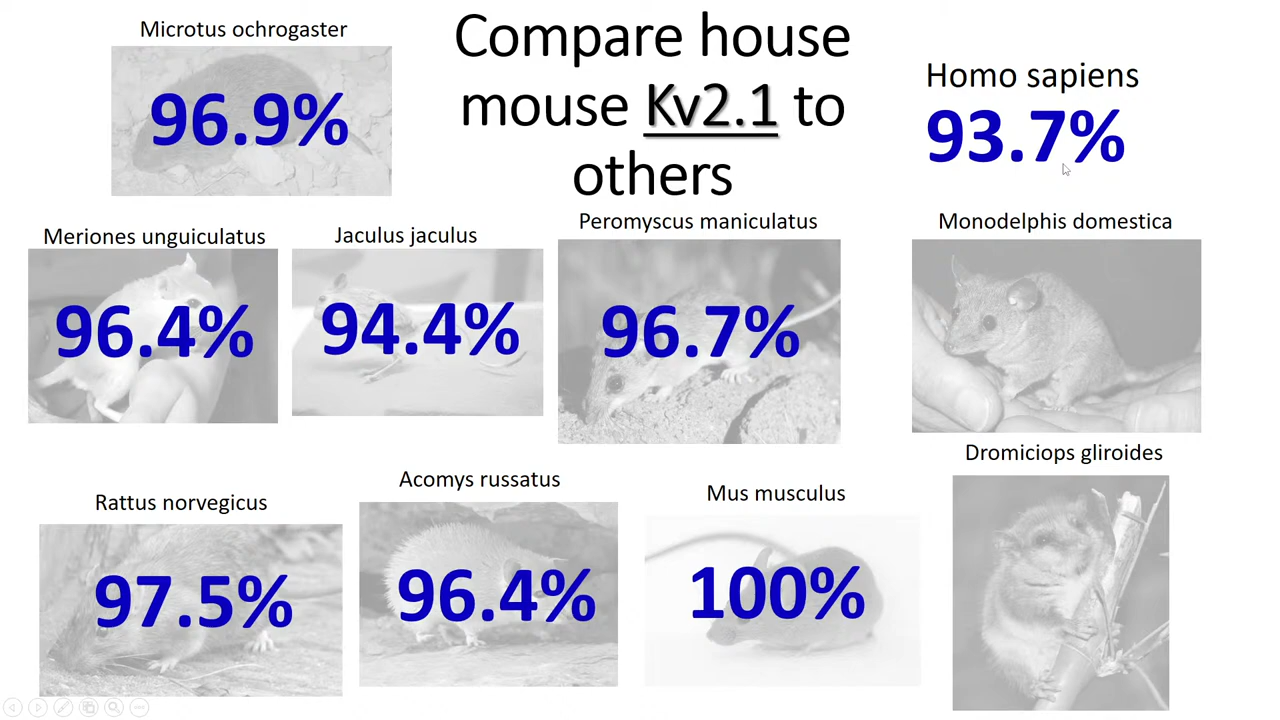 Microtus ochrogaster
96.9%
Compare house
mouse Kv2.1 to
others
Homo sapiens
93.7%
Meriones unguiculatus
96.4%
Jaculus jaculus
94.4%
Peromyscus maniculatus
96.7%
Monodelphis domestica
Rattus norvegicus
97.5%
Acomys russatus
96.4%
Mus musculus
100%
Dromiciops gliroides